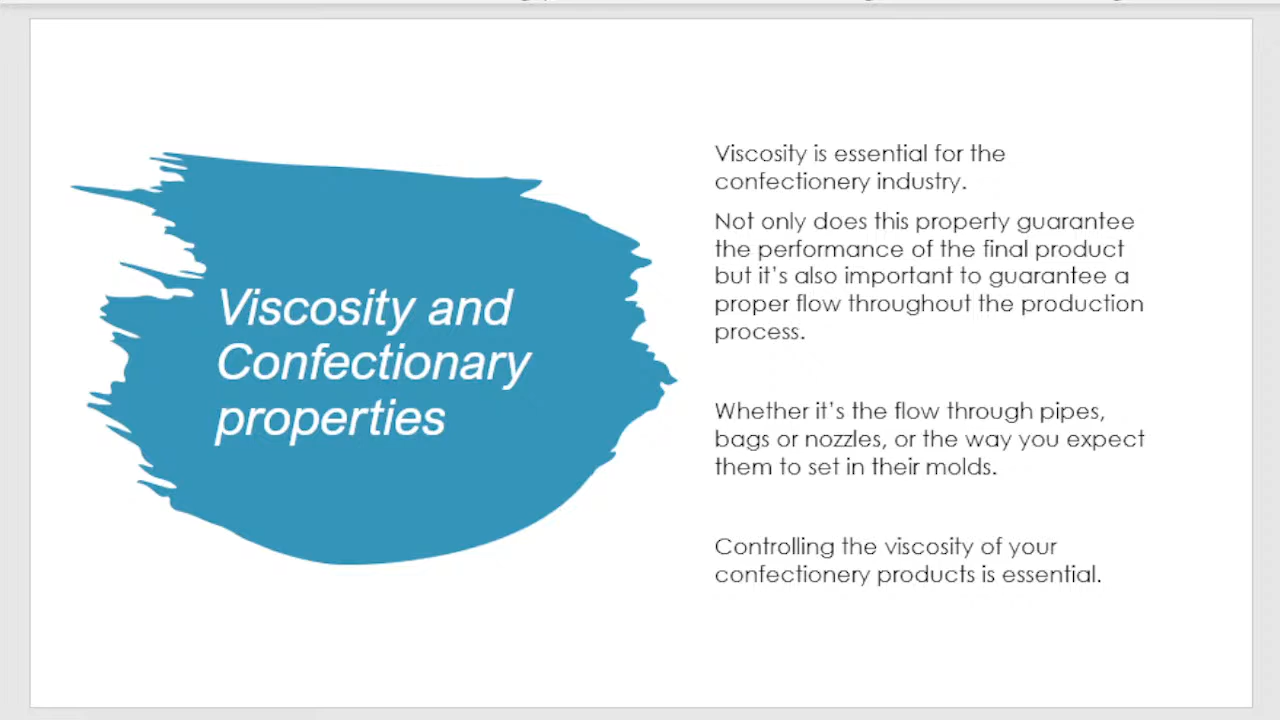 Viscosity and
Confectionary
properties
Viscosity is essential for the
confectionery industry.
Not only does this property guarantee
the performance of the final product
but it's also important to guarantee a
proper flow throughout the production
process.
Whether it's the flow through pipes,
bags or nozzles, or the way you expect
them to set in their molds.
Controlling the viscosity of your
confectionery products is essential.